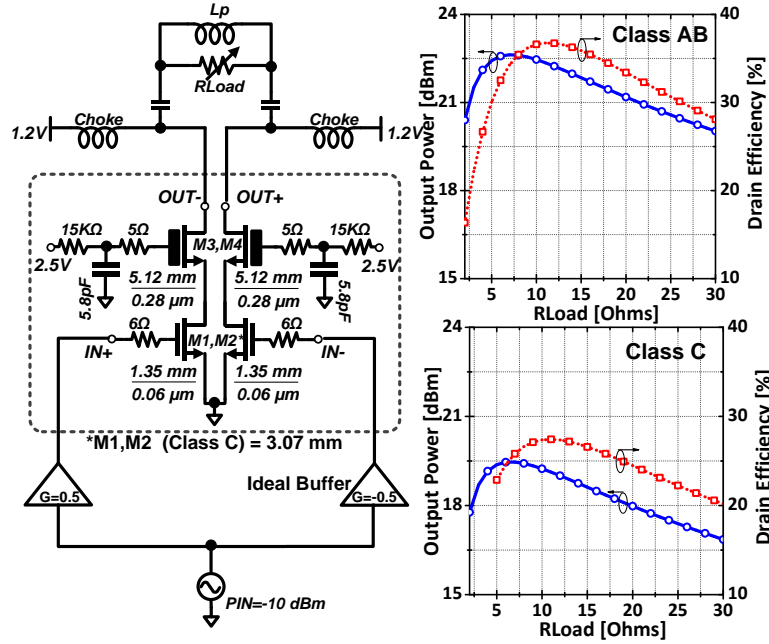 Lp
RLoad
Choke
Choke
1.2V
1.2V
OUT-
OUT+
15KΩ
5Ω
5Ω
15KΩ
M3,M4
2.5V
2.5V
5.8pF
5.12 mm
0.28 µm
5.12 mm
0.28 µm
5.8pF
6Ω
6Ω
IN+
M1,M2*
IN-
1.35 mm
0.06 µm
1.35 mm
0.06 µm
*M1,M2 (Class C) = 3.07 mm
Ideal Buffer
G=0.5
G=-0.5
PIN=-10 dBm
Class AB
Output Power [dBm]
24
21
18
15
Drain Efficiency [%]
40
30
20
10
5 10 15 20 25 30
RLoad [Ohms]
Class C
Output Power [dBm]
24
21
18
15
Drain Efficiency [%]
40
30
20
10
0 5 10 15 20 25 30
RLoad [Ohms]